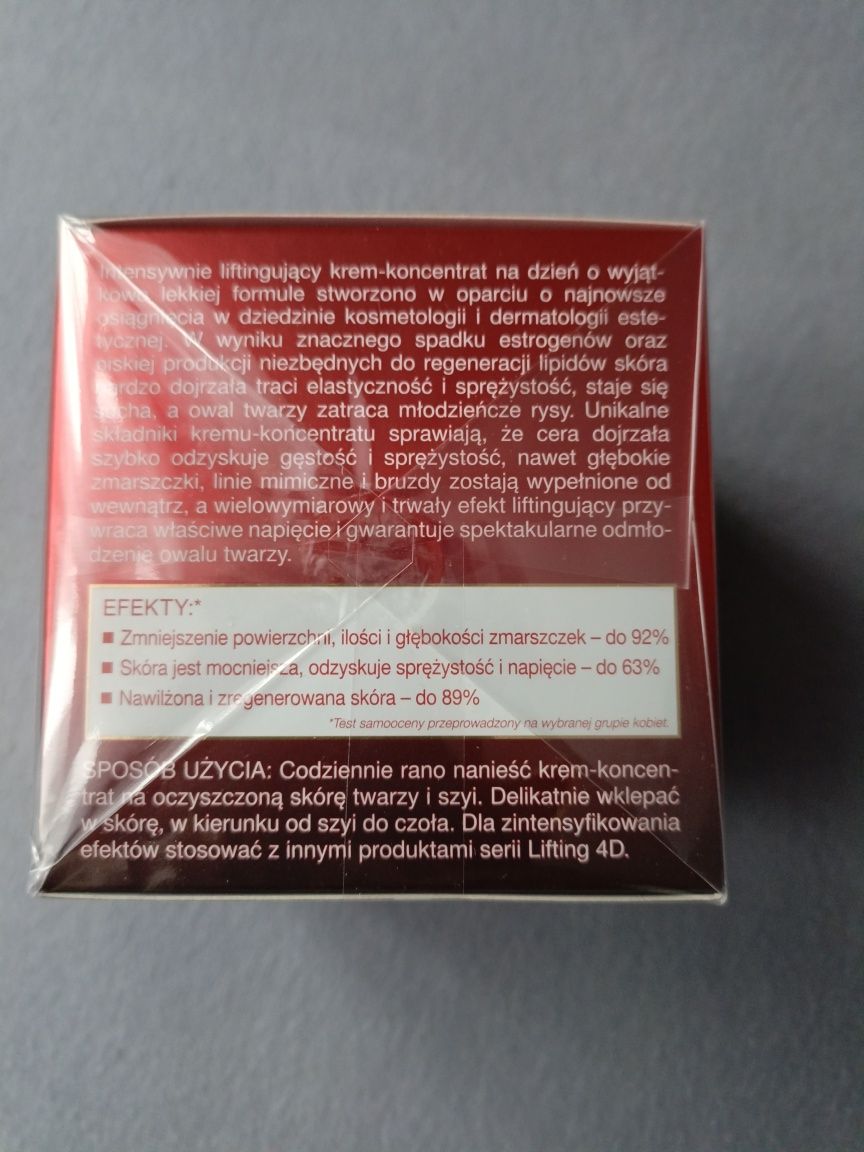 Intensywnie liftingujący krem-koncentrat na dzień o wyjąt-
kowo lekkiej formule stworzono w oparciu o najnowsze
osiągnięcia w dziedzinie kosmetologii i dermatologii este-
tycznej. W wyniku znacznego spadku estrogenów oraz
niskiej produkcji niezbędnych do regeneracji lipidów skóra
bardzo dojrzała traci elastyczność i sprężystość, staje się
sucha, a owal twarzy zatraca młodzieńcze rysy. Unikalne
składniki kremu-koncentratu sprawiają, że cera dojrzała
szybko odzyskuje gęstość i sprężystość, nawet głębokie
zmarszczki, linie mimiczne i bruzdy zostają wypełnione od
wewnątrz, a wielowymiarowy i trwały efekt liftingujący przy-
wraca właściwe napięcie i gwarantuje spektakularne odmło-
dzenie owalu twarzy.
EFEKTY:*
■ Zmniejszenie powierzchni, ilości i głębokości zmarszczek – do 92%
■ Skóra jest mocniejsza, odzyskuje sprężystość i napięcie – do 63%
■ Nawilżona i zregenerowana skóra – do 89%
*Test samooceny przeprowadzony na wybranej grupie kobiet.
SPOSÓB UŻYCIA: Codziennie rano nanieść krem-koncen-
trat na oczyszczoną skórę twarzy i szyi. Delikatnie wklepać
w skórę, w kierunku od szyi do czoła. Dla zintensyfikowania
efektów stosować z innymi produktami serii Lifting 4D.